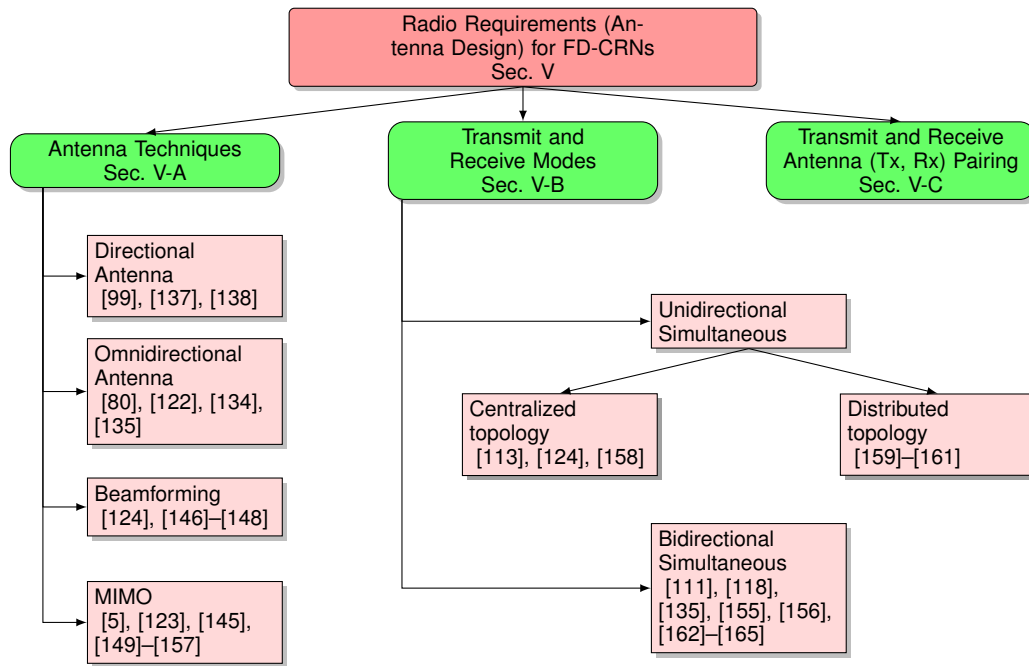 Radio Requirements (An-
tenna Design) for FD-CRNs
Sec. V
Antenna Techniques
Sec. V-A
Transmit and
Receive Modes
Sec. V-B
Transmit and Receive
Antenna (Tx, Rx) Pairing
Sec. V-C
Directional
Antenna
[99], [137], [138]
Omnidirectional
Antenna
[80], [122], [134],
[135]
Beamforming
[124], [146]–[148]
MIMO
[5], [123], [145],
[149]–[157]
Unidirectional
Simultaneous
Centralized
topology
[113], [124], [158]
Distributed
topology
[159]–[161]
Bidirectional
Simultaneous
[111], [118],
[135], [155], [156],
[162]–[165]